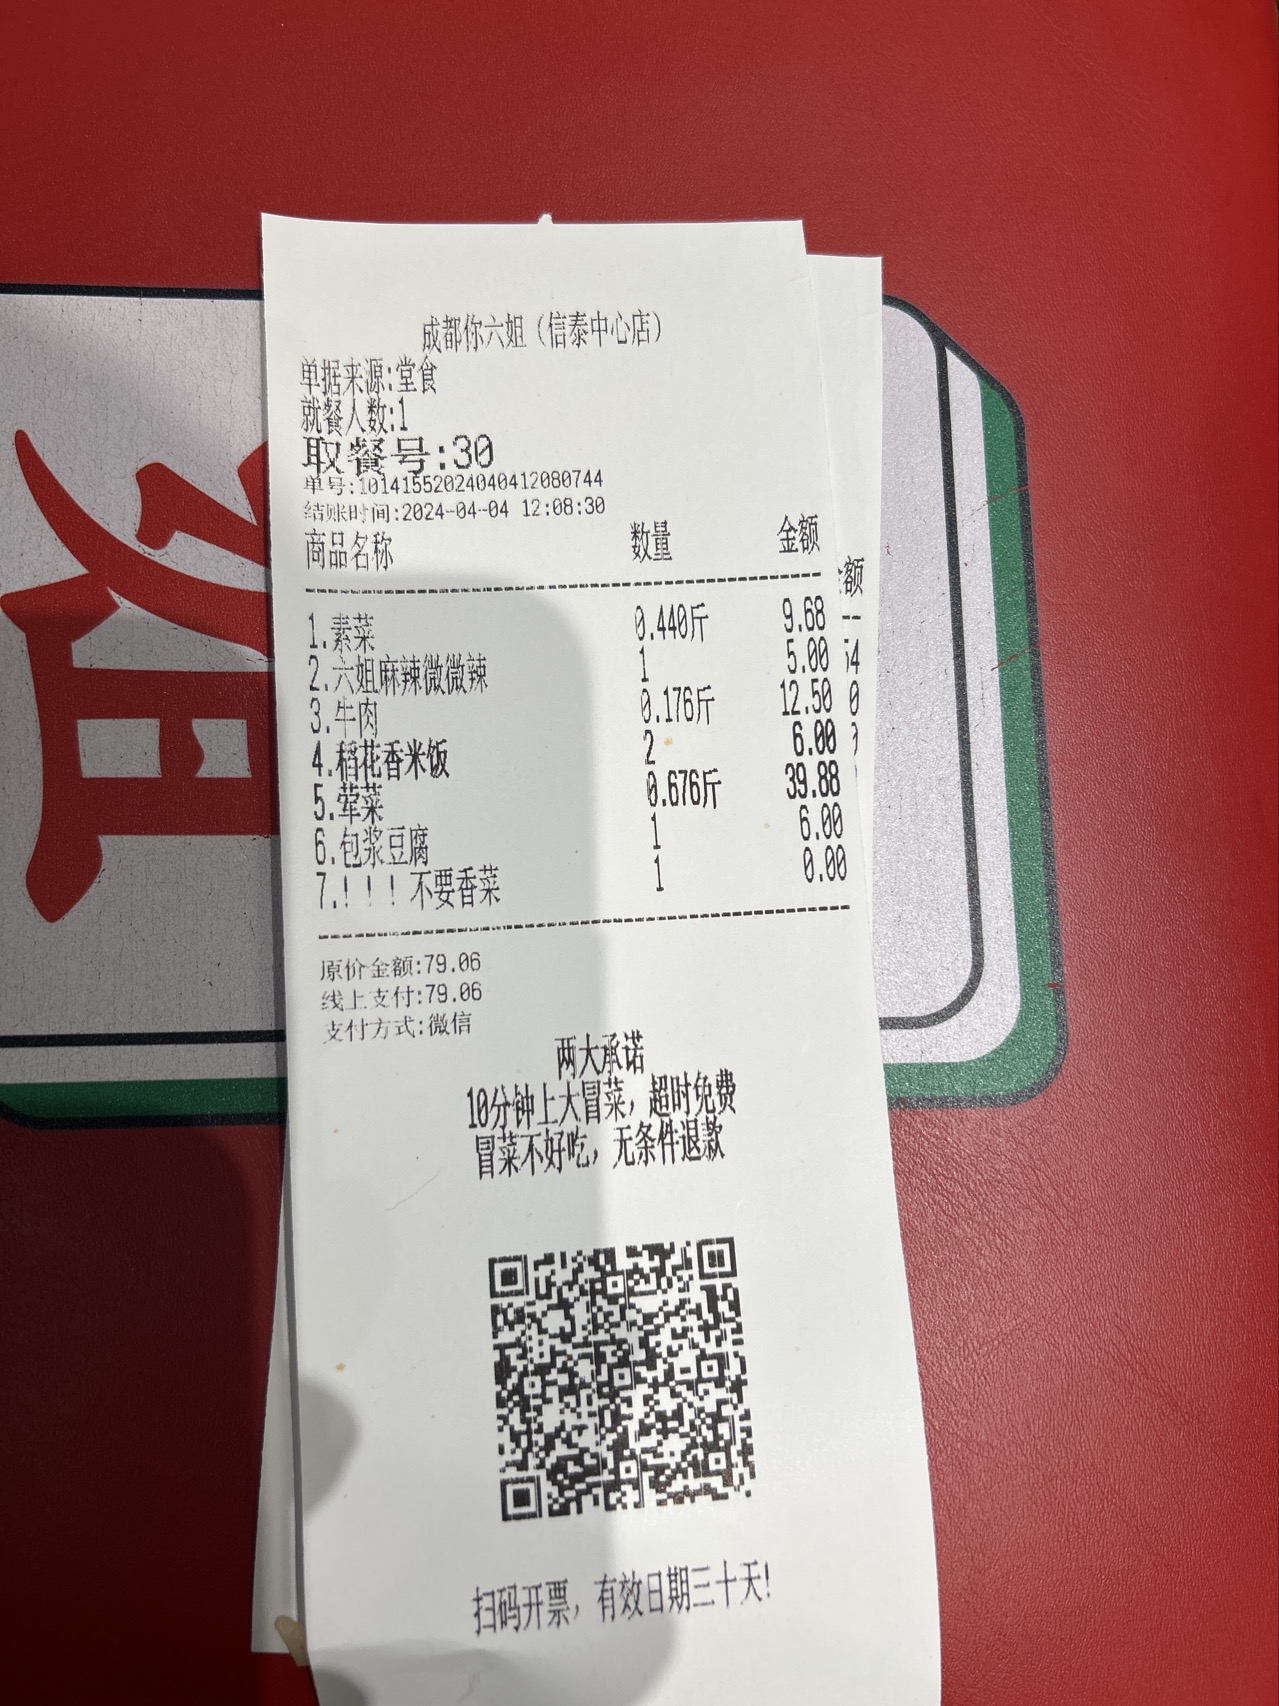 成都你六姐（信泰中心店）
单据来源:堂食
就餐人数:1
取餐号:30
单号:10141552024040412080744
结账时间:2024-04-04 12:08:30
商品名称 数量 金额
1.素菜 0.440斤 9.68
2.六姐麻辣微微辣 1 5.00
3.牛肉 0.176斤 12.50
4.稻花香米饭 2 6.00
5.荤菜 0.676斤 39.88
6.包浆豆腐 1 6.00
7.！！！不要香菜 1 0.00
原价金额:79.06
线上支付:79.06
支付方式:微信
两大承诺
10分钟上大冒菜，超时免费
冒菜不好吃，无条件退款
扫码开票，有效日期三十天!